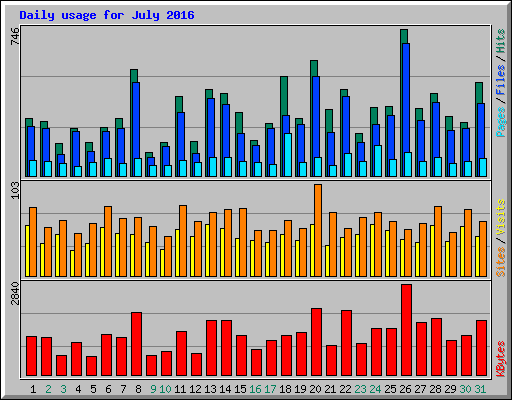 Daily usage for July 2016
746
Pages / Files / Hits
103
Sites / Visits
2840
KBytes
1 2 3 4 5 6 7 8 9 10 11 12 13 14 15 16 17 18 19 20 21 22 23 24 25 26 27 28 29 30 31